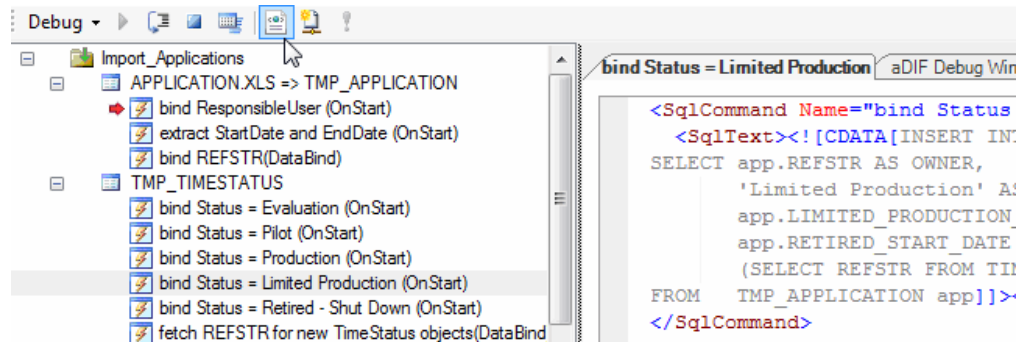 Debug
Import_Applications
APPLICATION.XLS => TMP_APPLICATION
bind ResponsibleUser (OnStart)
extract StartDate and EndDate (OnStart)
bind REFSTR(DataBind)
TMP_TIMESTATUS
bind Status = Evaluation (OnStart)
bind Status = Pilot (OnStart)
bind Status = Production (OnStart)
bind Status = Limited Production (OnStart)
bind Status = Retired - Shut Down (OnStart)
fetch REFSTR for new TimeStatus objects(DataBind
bind Status = Limited Production aDIF Debug Win
<SqlCommand Name="bind Status
<SqlText><![CDATA[INSERT INT
SELECT app.REFSTR AS OWNER,
'Limited Production' AS
app.LIMITED_PRODUCTION_
app.RETIRED_START_DATE
(SELECT REFSTR FROM TIM
FROM TMP_APPLICATION app]]><
</SqlCommand>